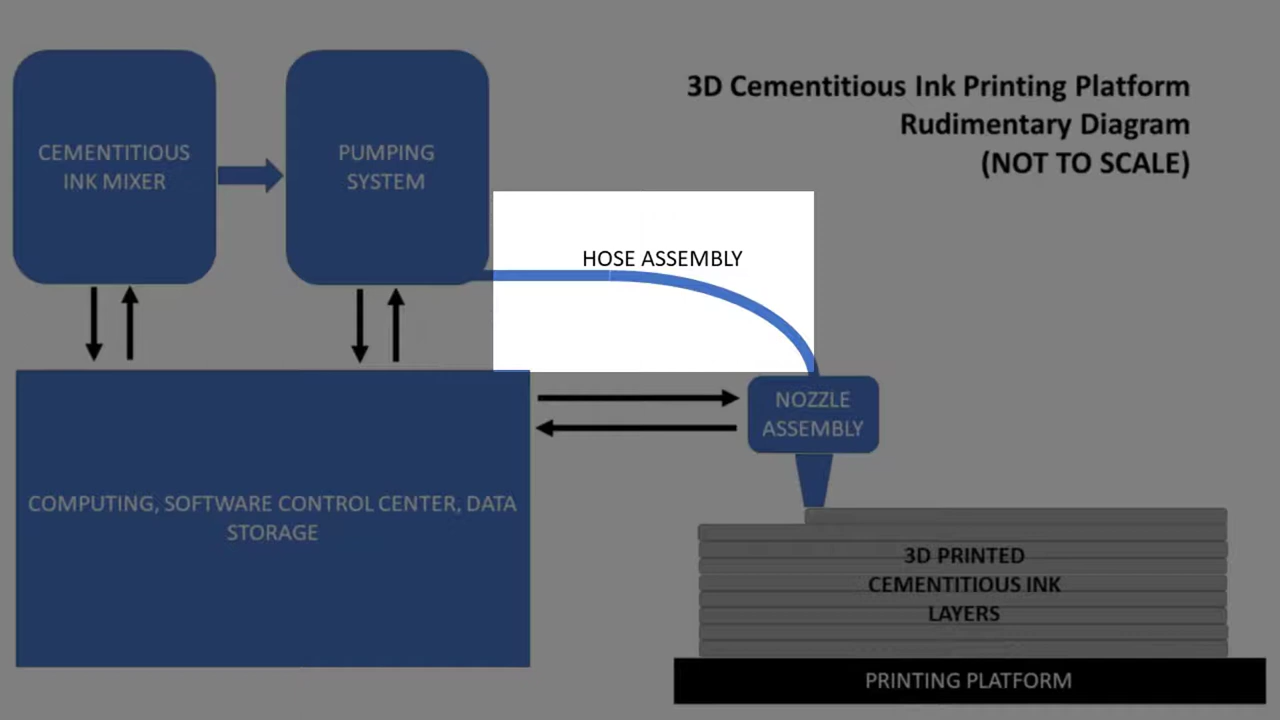 3D Cementitious Ink Printing Platform
Rudimentary Diagram
(NOT TO SCALE)
CEMENTITIOUS
INK MIXER
PUMPING
SYSTEM
HOSE ASSEMBLY
NOZZLE
ASSEMBLY
COMPUTING, SOFTWARE CONTROL CENTER, DATA
STORAGE
3D PRINTED
CEMENTITIOUS INK
LAYERS
PRINTING PLATFORM